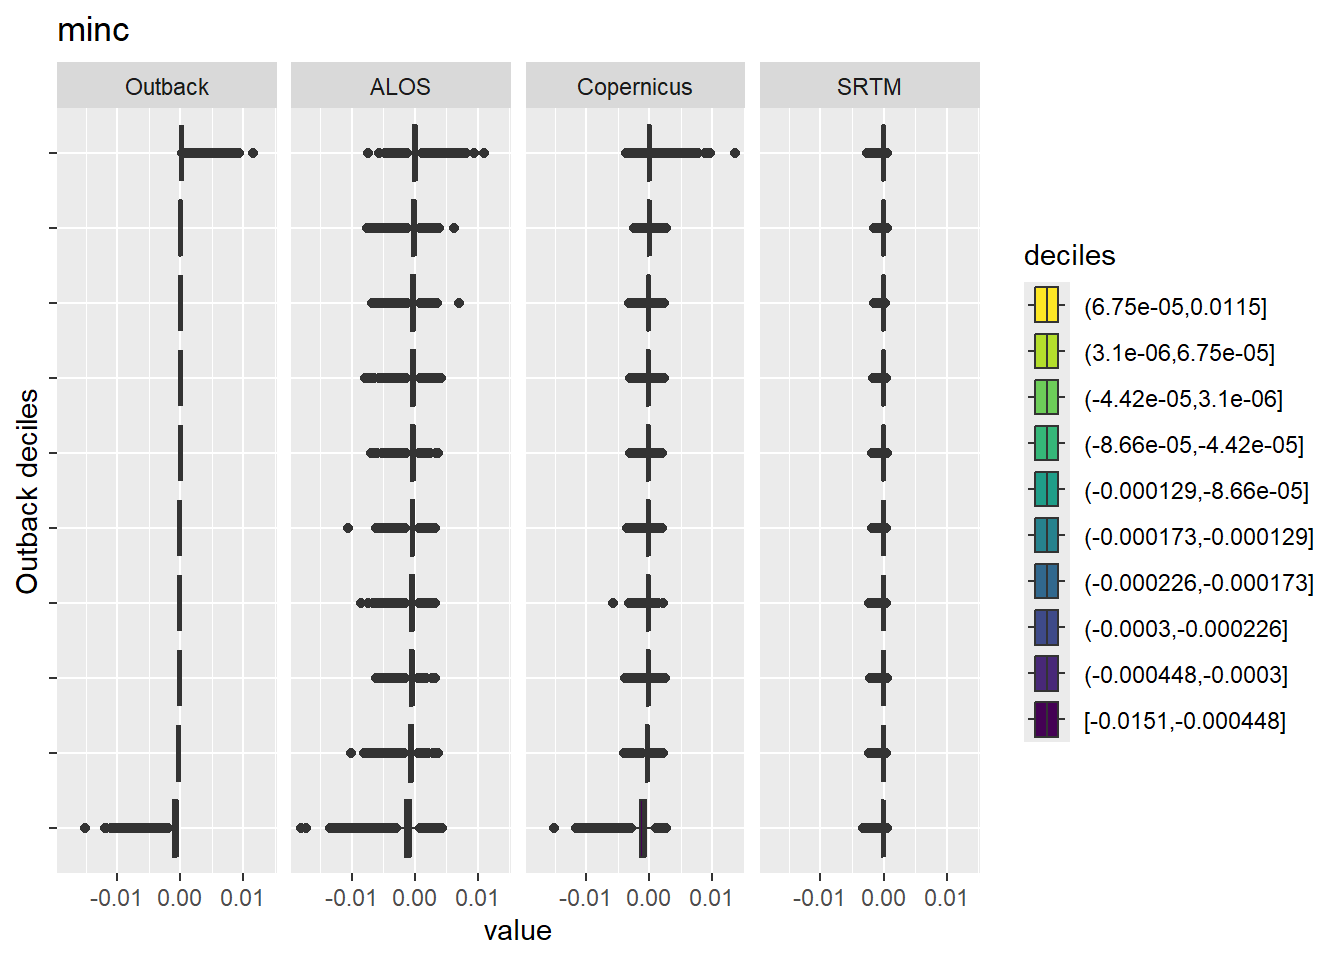 minc
Outback
ALOS
Copernicus
SRTM
Outback deciles
-0.01 0.00 0.01
-0.01 0.00 0.01
-0.01 0.00 0.01
-0.01 0.00 0.01
value
deciles
(6.75e-05,0.0115]
(3.1e-06,6.75e-05]
(-4.42e-05,3.1e-06]
(-8.66e-05,-4.42e-05]
(-0.000129,-8.66e-05]
(-0.000173,-0.000129]
(-0.000226,-0.000173]
(-0.0003,-0.000226]
(-0.000448,-0.0003]
[-0.0151,-0.000448]